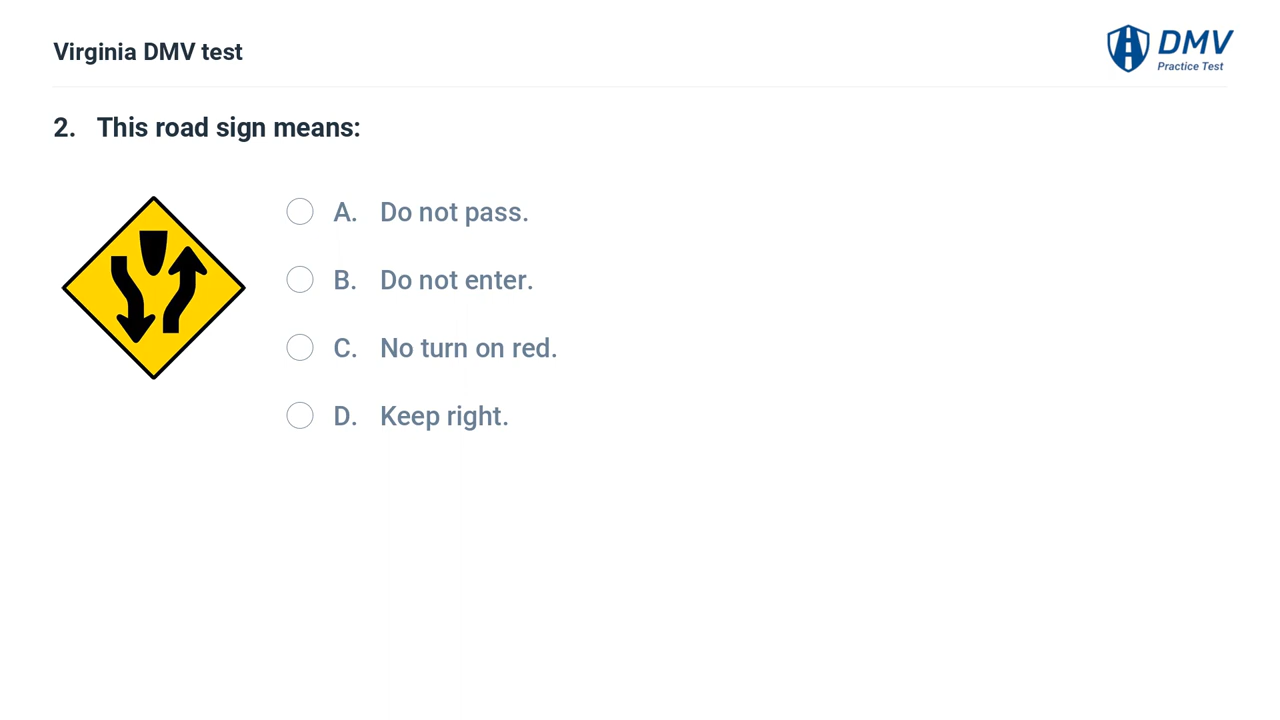 Virginia DMV test
DMV
Practice Test
2. This road sign means:
A. Do not pass.
B. Do not enter.
C. No turn on red.
D. Keep right.